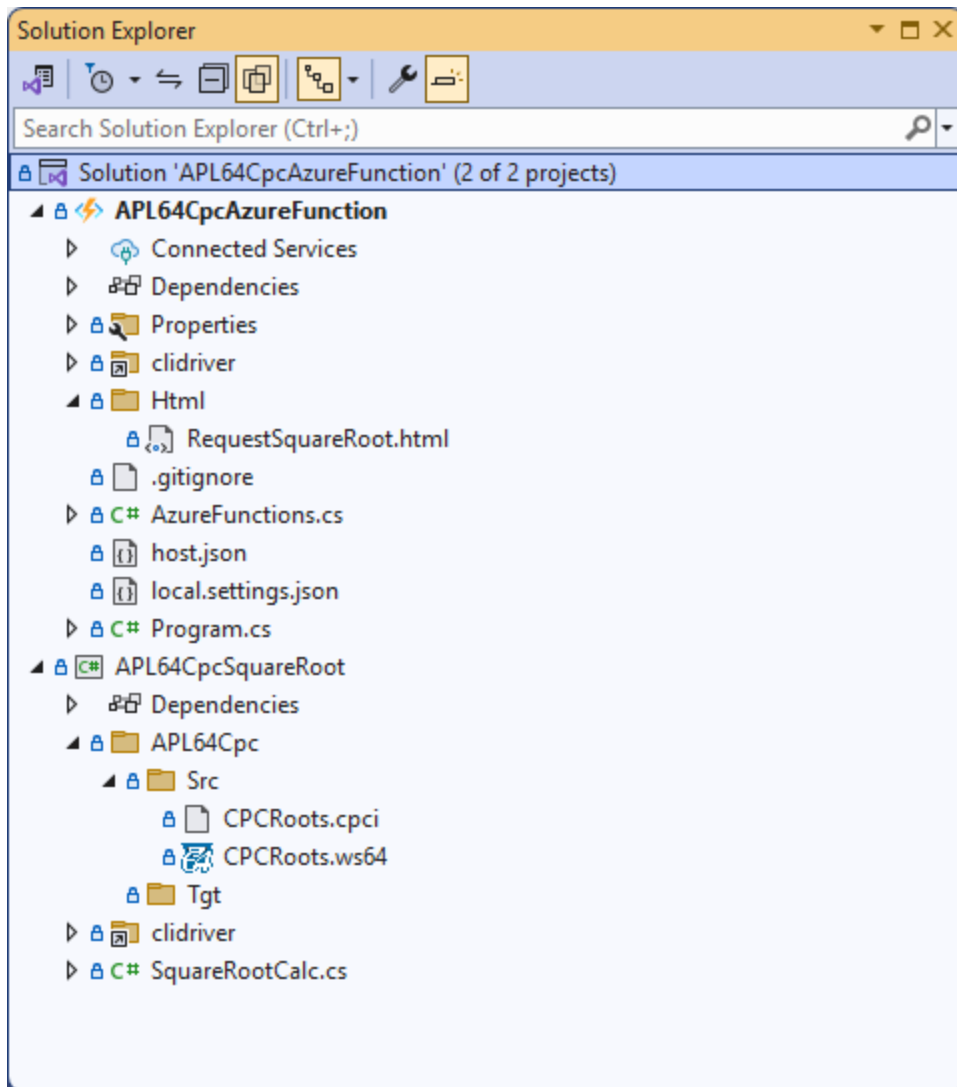 Solution Explorer
Search Solution Explorer (Ctrl+;)
Solution 'APL64CpcAzureFunction' (2 of 2 projects)
APL64CpcAzureFunction
Connected Services
Dependencies
Properties
clidriver
Html
RequestSquareRoot.html
.gitignore
C# AzureFunctions.cs
host.json
local.settings.json
C# Program.cs
C# APL64CpcSquareRoot
Dependencies
APL64Cpc
Src
CPCRoots.cpci
CPCRoots.ws64
Tgt
clidriver
C# SquareRootCalc.cs